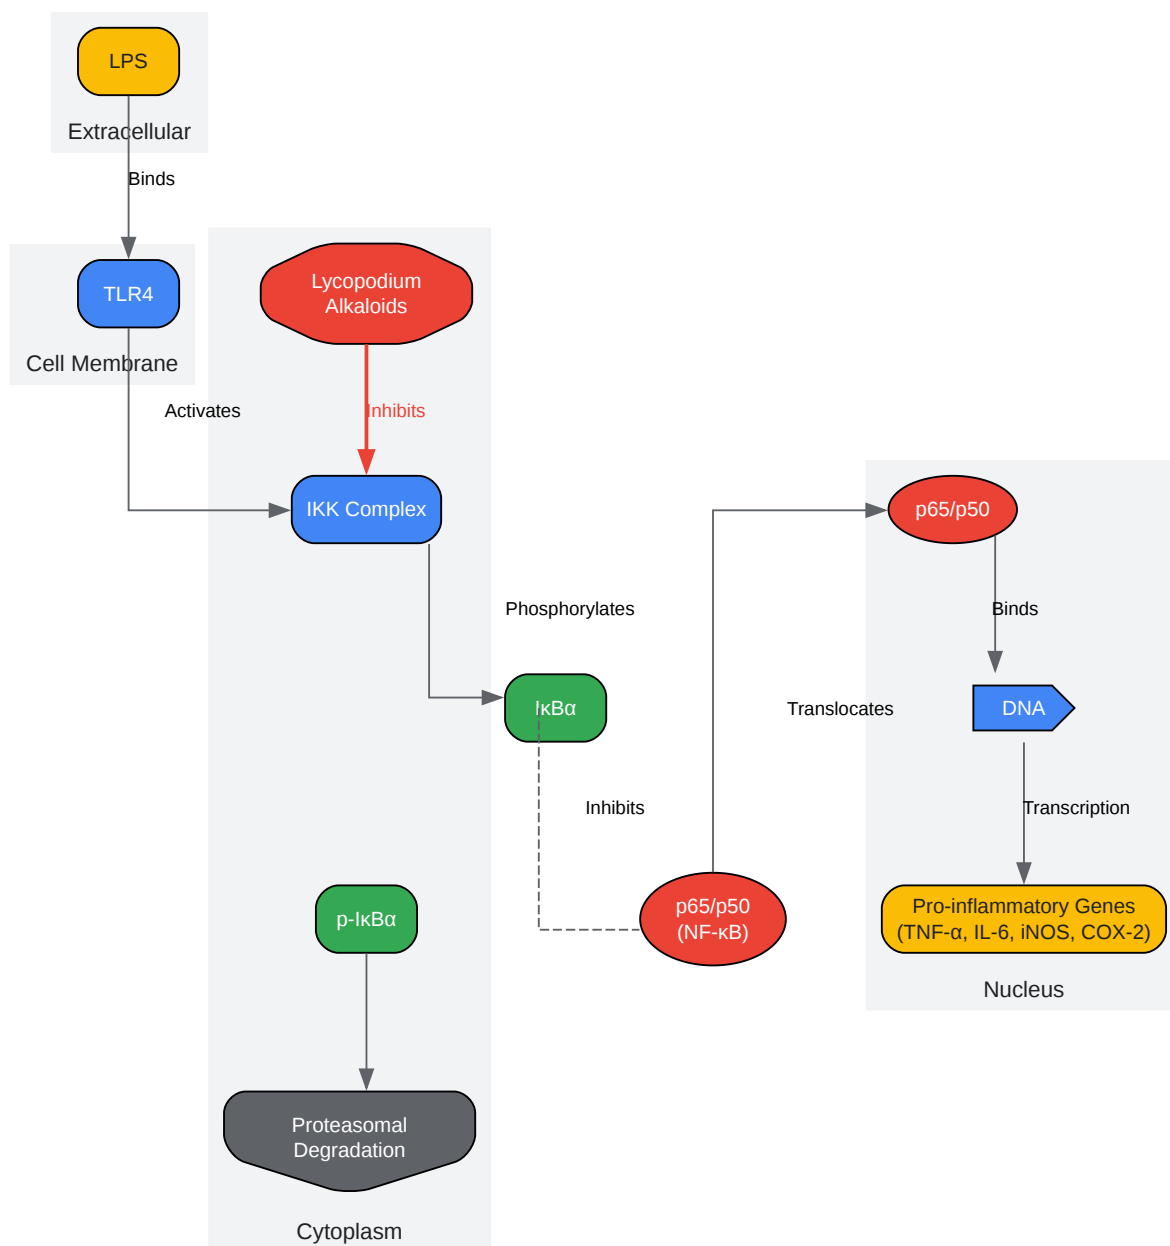 LPS
Extracellular
Binds
TLR4
Cell Membrane
Lycopodium
Alkaloids
Activates
Inhibits
IKK Complex
p65/p50
Phosphorylates
Binds
IκBα
Translocates
DNA
Inhibits
Transcription
p-IκBα
p65/p50
(NF-κB)
Pro-inflammatory Genes
(TNF-α, IL-6, iNOS, COX-2)
Nucleus
Proteasomal
Degradation
Cytoplasm